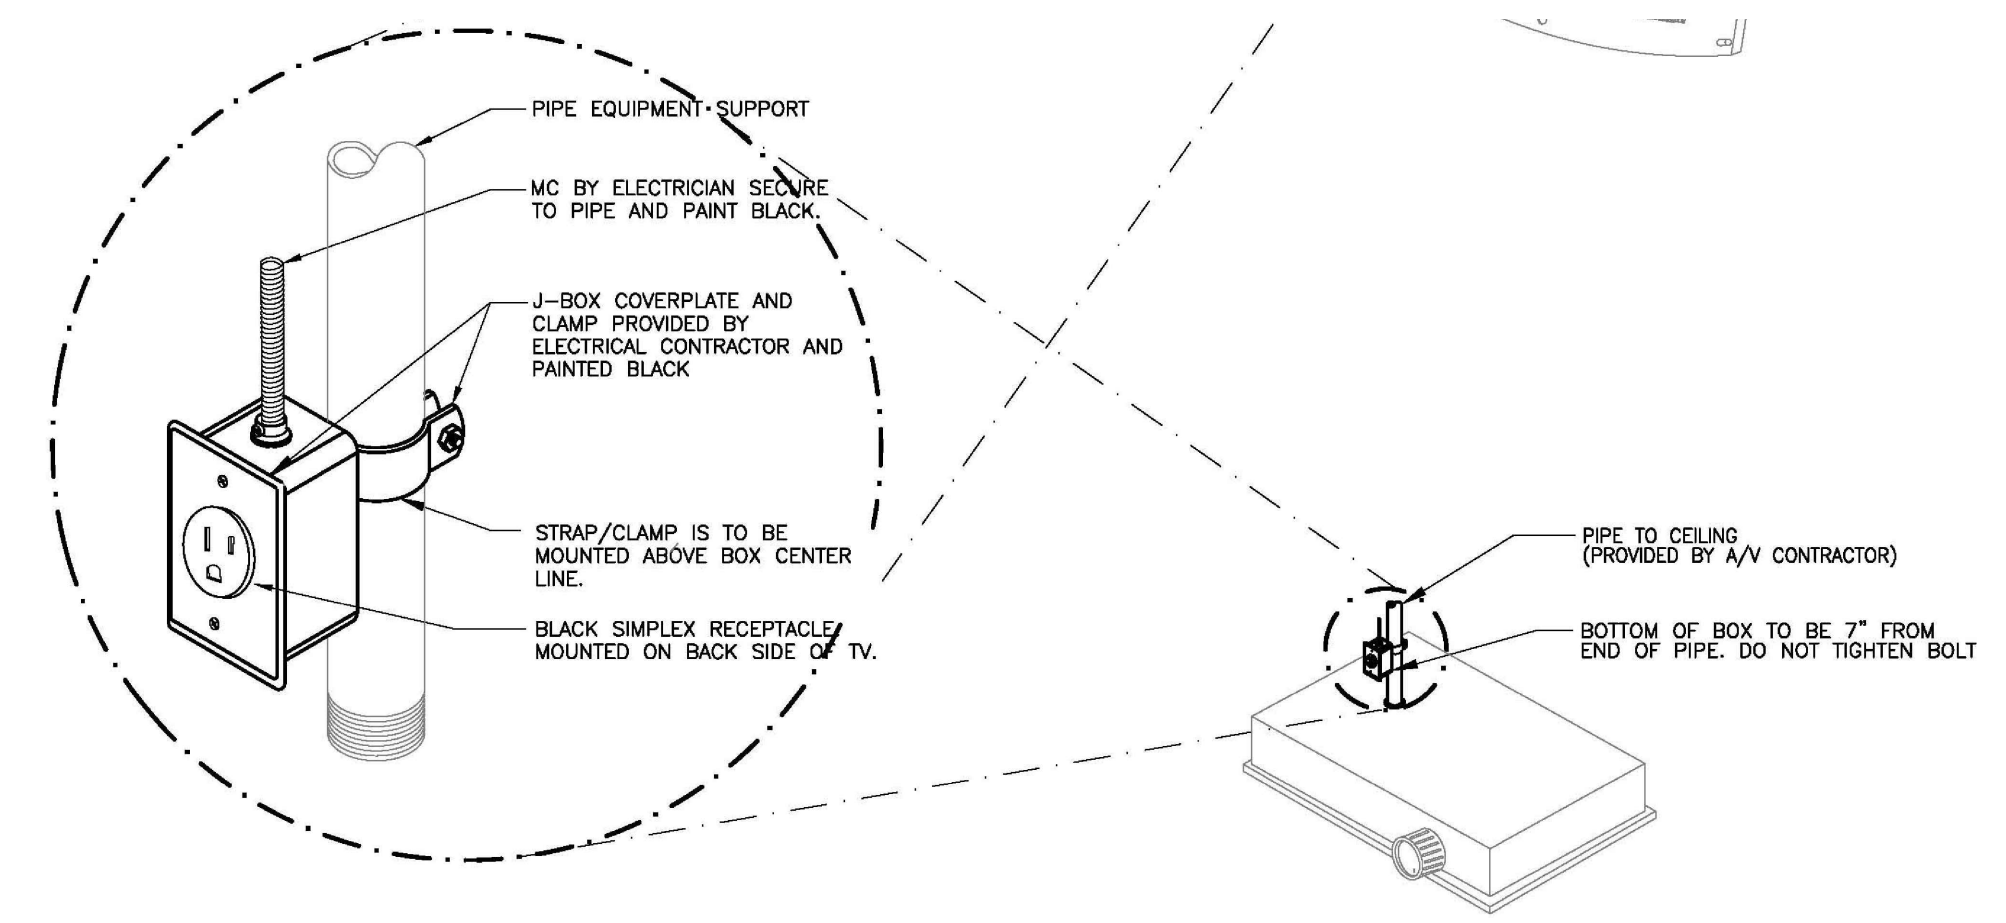 PIPE EQUIPMENT SUPPORT
MC BY ELECTRICIAN SECURE
TO PIPE AND PAINT BLACK.
J-BOX COVERPLATE AND
CLAMP PROVIDED BY
ELECTRICAL CONTRACTOR AND
PAINTED BLACK
STRAP/CLAMP IS TO BE
MOUNTED ABOVE BOX CENTER
LINE.
BLACK SIMPLEX RECEPTACLE
MOUNTED ON BACK SIDE OF TV.
PIPE TO CEILING
(PROVIDED BY A/V CONTRACTOR)
BOTTOM OF BOX TO BE 7" FROM
END OF PIPE. DO NOT TIGHTEN BOLT